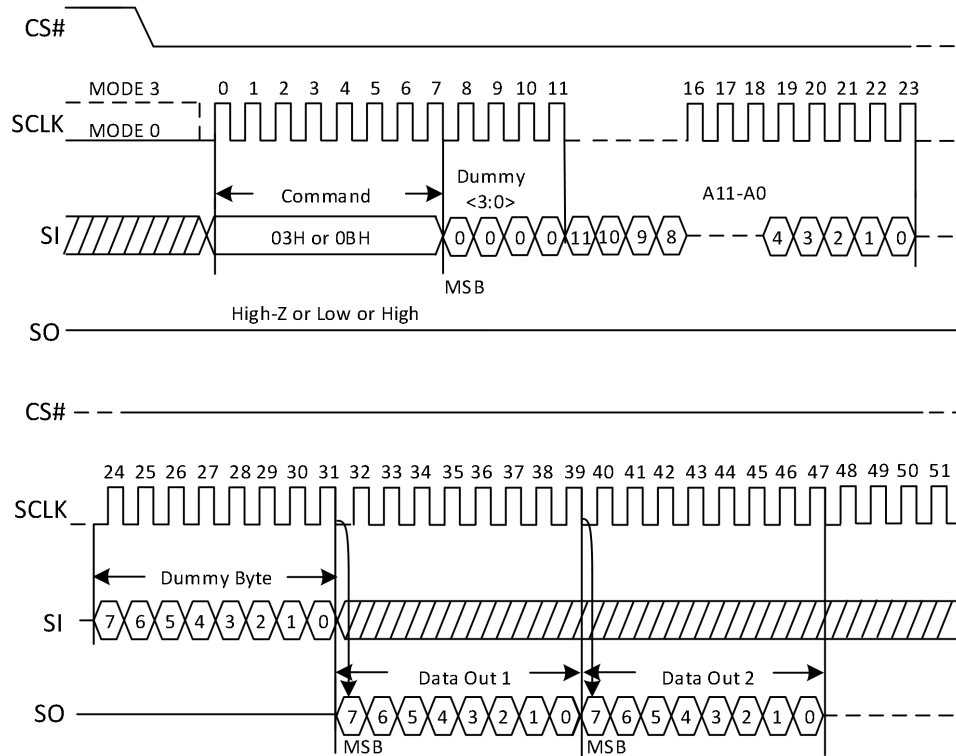 CS#
MODE 3
0 1 2 3 4 5 6 7 8 9 10 11 16 17 18 19 20 21 22 23
SCLK
MODE 0
Command
Dummy
<3:0>
A11-A0
SI
03H or 0BH
0 0 0 0 11 10 9 8 4 3 2 1 0
MSB
High-Z or Low or High
SO
CS#
24 25 26 27 28 29 30 31 32 33 34 35 36 37 38 39 40 41 42 43 44 45 46 47 48 49 50 51
SCLK
Dummy Byte
SI
7 6 5 4 3 2 1 0
Data Out 1
Data Out 2
SO
7 6 5 4 3 2 1 0 7 6 5 4 3 2 1 0
MSB
MSB